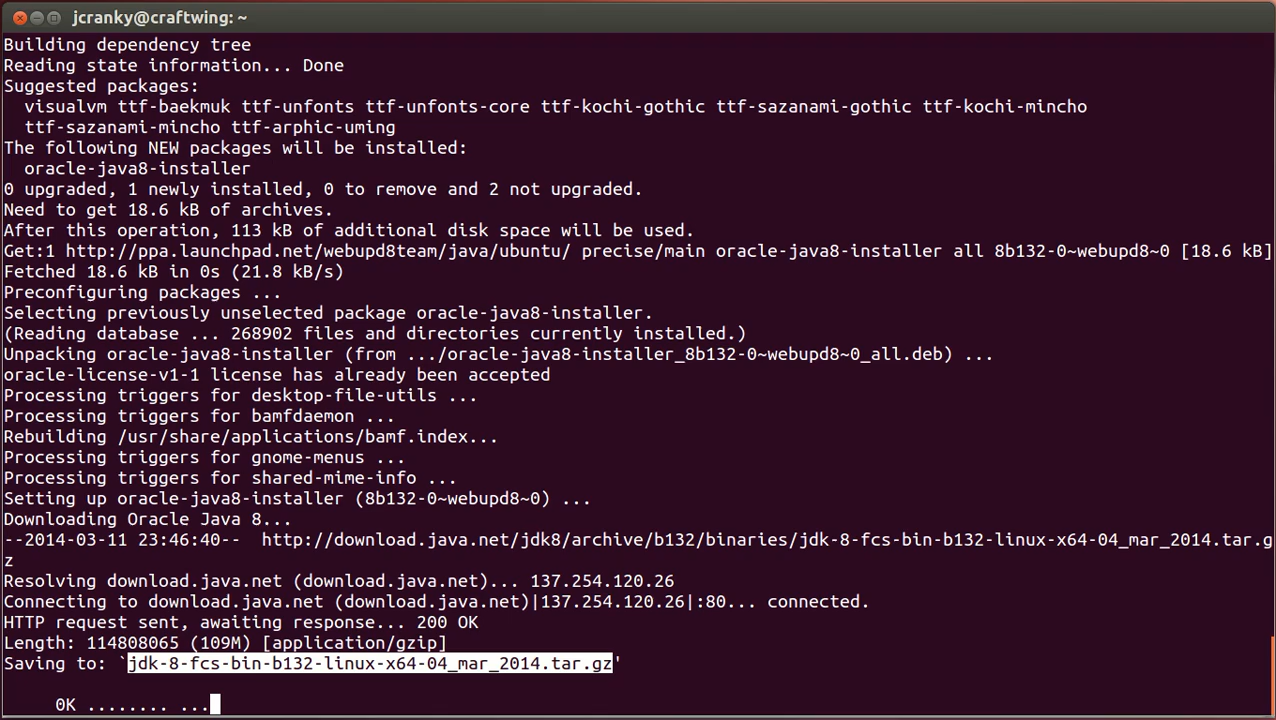 jcranky@craftwing: ~
Building dependency tree
Reading state information... Done
Suggested packages:
  visualvm ttf-baekmuk ttf-unfonts ttf-unfonts-core ttf-kochi-gothic ttf-sazanami-gothic ttf-kochi-mincho
  ttf-sazanami-mincho ttf-arphic-uming
The following NEW packages will be installed:
  oracle-java8-installer
0 upgraded, 1 newly installed, 0 to remove and 2 not upgraded.
Need to get 18.6 kB of archives.
After this operation, 113 kB of additional disk space will be used.
Get:1 http://ppa.launchpad.net/webupd8team/java/ubuntu/ precise/main oracle-java8-installer all 8b132-0~webupd8~0 [18.6 kB]
Fetched 18.6 kB in 0s (21.8 kB/s)
Preconfiguring packages ...
Selecting previously unselected package oracle-java8-installer.
(Reading database ... 268902 files and directories currently installed.)
Unpacking oracle-java8-installer (from .../oracle-java8-installer_8b132-0~webupd8~0_all.deb) ...
oracle-license-v1-1 license has already been accepted
Processing triggers for desktop-file-utils ...
Processing triggers for bamfdaemon ...
Rebuilding /usr/share/applications/bamf.index...
Processing triggers for gnome-menus ...
Processing triggers for shared-mime-info ...
Setting up oracle-java8-installer (8b132-0~webupd8~0) ...
Downloading Oracle Java 8...
--2014-03-11 23:46:40--  http://download.java.net/jdk8/archive/b132/binaries/jdk-8-fcs-bin-b132-linux-x64-04_mar_2014.tar.g
z
Resolving download.java.net (download.java.net)... 137.254.120.26
Connecting to download.java.net (download.java.net)|137.254.120.26|:80... connected.
HTTP request sent, awaiting response... 200 OK
Length: 114808065 (109M) [application/gzip]
Saving to: `jdk-8-fcs-bin-b132-linux-x64-04_mar_2014.tar.gz'
     0K ........ ...